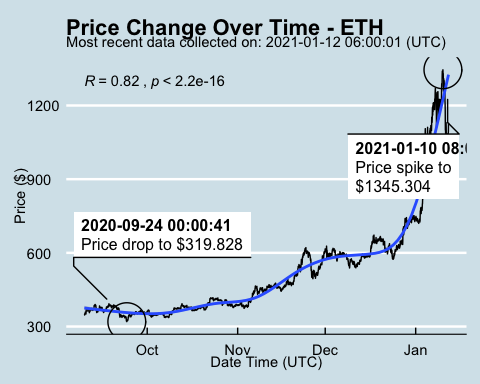 Price Change Over Time - ETH
Most recent data collected on: 2021-01-12 06:00:01 (UTC)
R = 0.82 , p < 2.2e-16
1200
900
600
300
Price ($)
2021-01-10 08:
Price spike to
$1345.304
2020-09-24 00:00:41
Price drop to $319.828
Oct
Nov
Dec
Jan
Date Time (UTC)